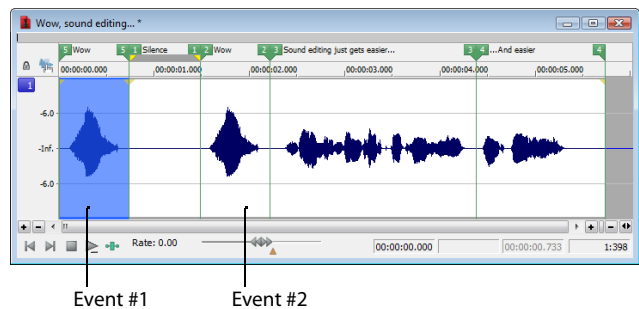 Wow, sound editing... *
5 Wow 5 1 Silence 1 2 Wow 2 3 Sound editing just gets easier... 3 4 ...And easier 4
00:00:00.000 ,00:00:01.000 ,00:00:02.000 ,00:00:03.000 ,00:00:04.000 ,00:00:05.000
1
-6.0
-Inf.
-6.0
Rate: 0.00 00:00:00.000 00:00:00.733 1:398
Event #1 Event #2